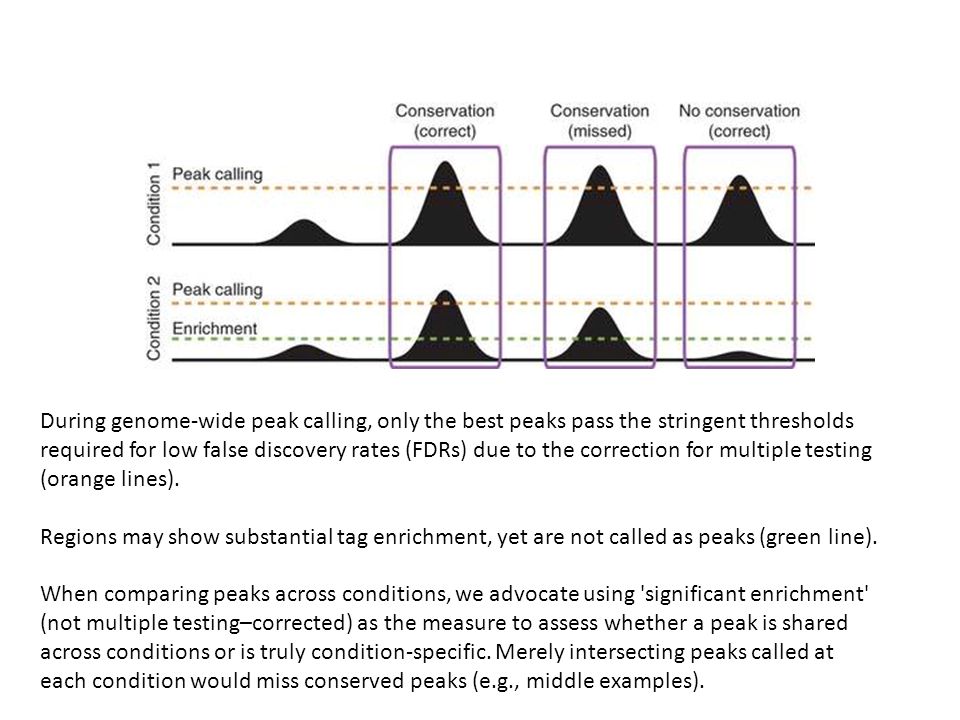 Conservation
(correct)
Conservation
(missed)
No conservation
(correct)
Condition 1
Peak calling
Condition 2
Peak calling
Enrichment
During genome-wide peak calling, only the best peaks pass the stringent thresholds
required for low false discovery rates (FDRs) due to the correction for multiple testing
(orange lines).
Regions may show substantial tag enrichment, yet are not called as peaks (green line).
When comparing peaks across conditions, we advocate using 'significant enrichment'
(not multiple testing–corrected) as the measure to assess whether a peak is shared
across conditions or is truly condition-specific. Merely intersecting peaks called at
each condition would miss conserved peaks (e.g., middle examples).